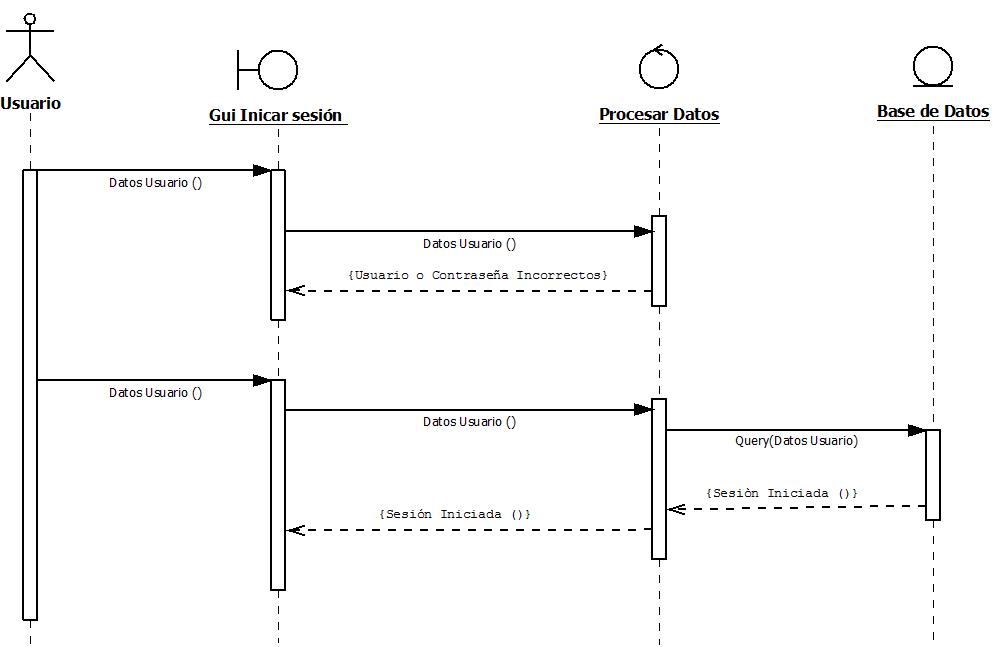 Usuario
Gui Inicar sesión
Procesar Datos
Base de Datos
Datos Usuario ()
Datos Usuario ()
{Usuario o Contraseña Incorrectos}
Datos Usuario ()
Datos Usuario ()
Query(Datos Usuario)
{Sesiòn Iniciada ()}
{Sesión Iniciada ()}